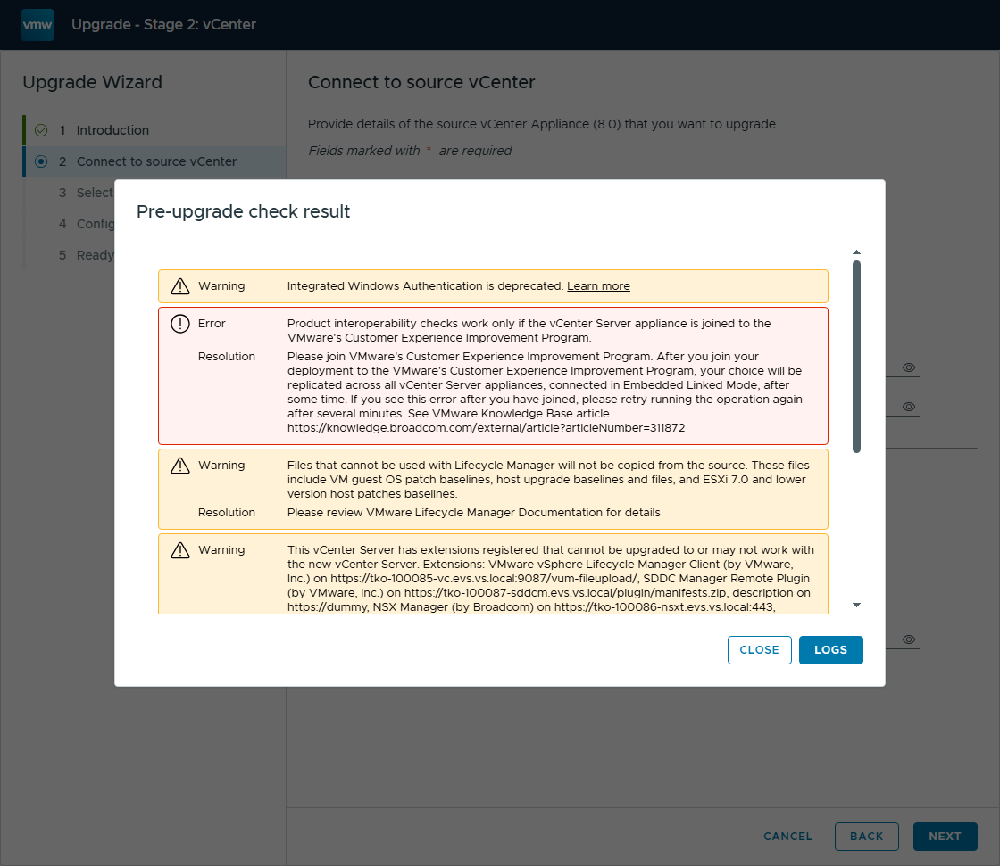 vmw Upgrade - Stage 2: vCenter
Upgrade Wizard
1 Introduction
2 Connect to source vCenter
3 Select
4 Config
5 Ready
Connect to source vCenter
Provide details of the source vCenter Appliance (8.0) that you want to upgrade.
Fields marked with * are required
Pre-upgrade check result
Warning Integrated Windows Authentication is deprecated. Learn more
Error Product interoperability checks work only if the vCenter Server appliance is joined to the
VMware's Customer Experience Improvement Program.
Resolution Please join VMware's Customer Experience Improvement Program. After you join your
deployment to the VMware's Customer Experience Improvement Program, your choice will be
replicated across all vCenter Server appliances, connected in Embedded Linked Mode, after
some time. If you see this error after you have joined, please retry running the operation again
after several minutes. See VMware Knowledge Base article
https://knowledge.broadcom.com/external/article?articleNumber=311872
Warning Files that cannot be used with Lifecycle Manager will not be copied from the source. These files
include VM guest OS patch baselines, host upgrade baselines and files, and ESXi 7.0 and lower
version host patches baselines.
Resolution Please review VMware Lifecycle Manager Documentation for details
Warning This vCenter Server has extensions registered that cannot be upgraded to or may not work with
the new vCenter Server. Extensions: VMware vSphere Lifecycle Manager Client (by VMware,
Inc.) on https://tko-100085-vc.evs.vs.local:9087/vum-fileupload/, SDDC Manager Remote Plugin
(by VMware, Inc.) on https://tko-100087-sddcm.evs.vs.local/plugin/manifests.zip, description on
https://dummy, NSX Manager (by Broadcom) on https://tko-100086-nsxt.evs.vs.local:443,
CLOSE LOGS
CANCEL BACK NEXT